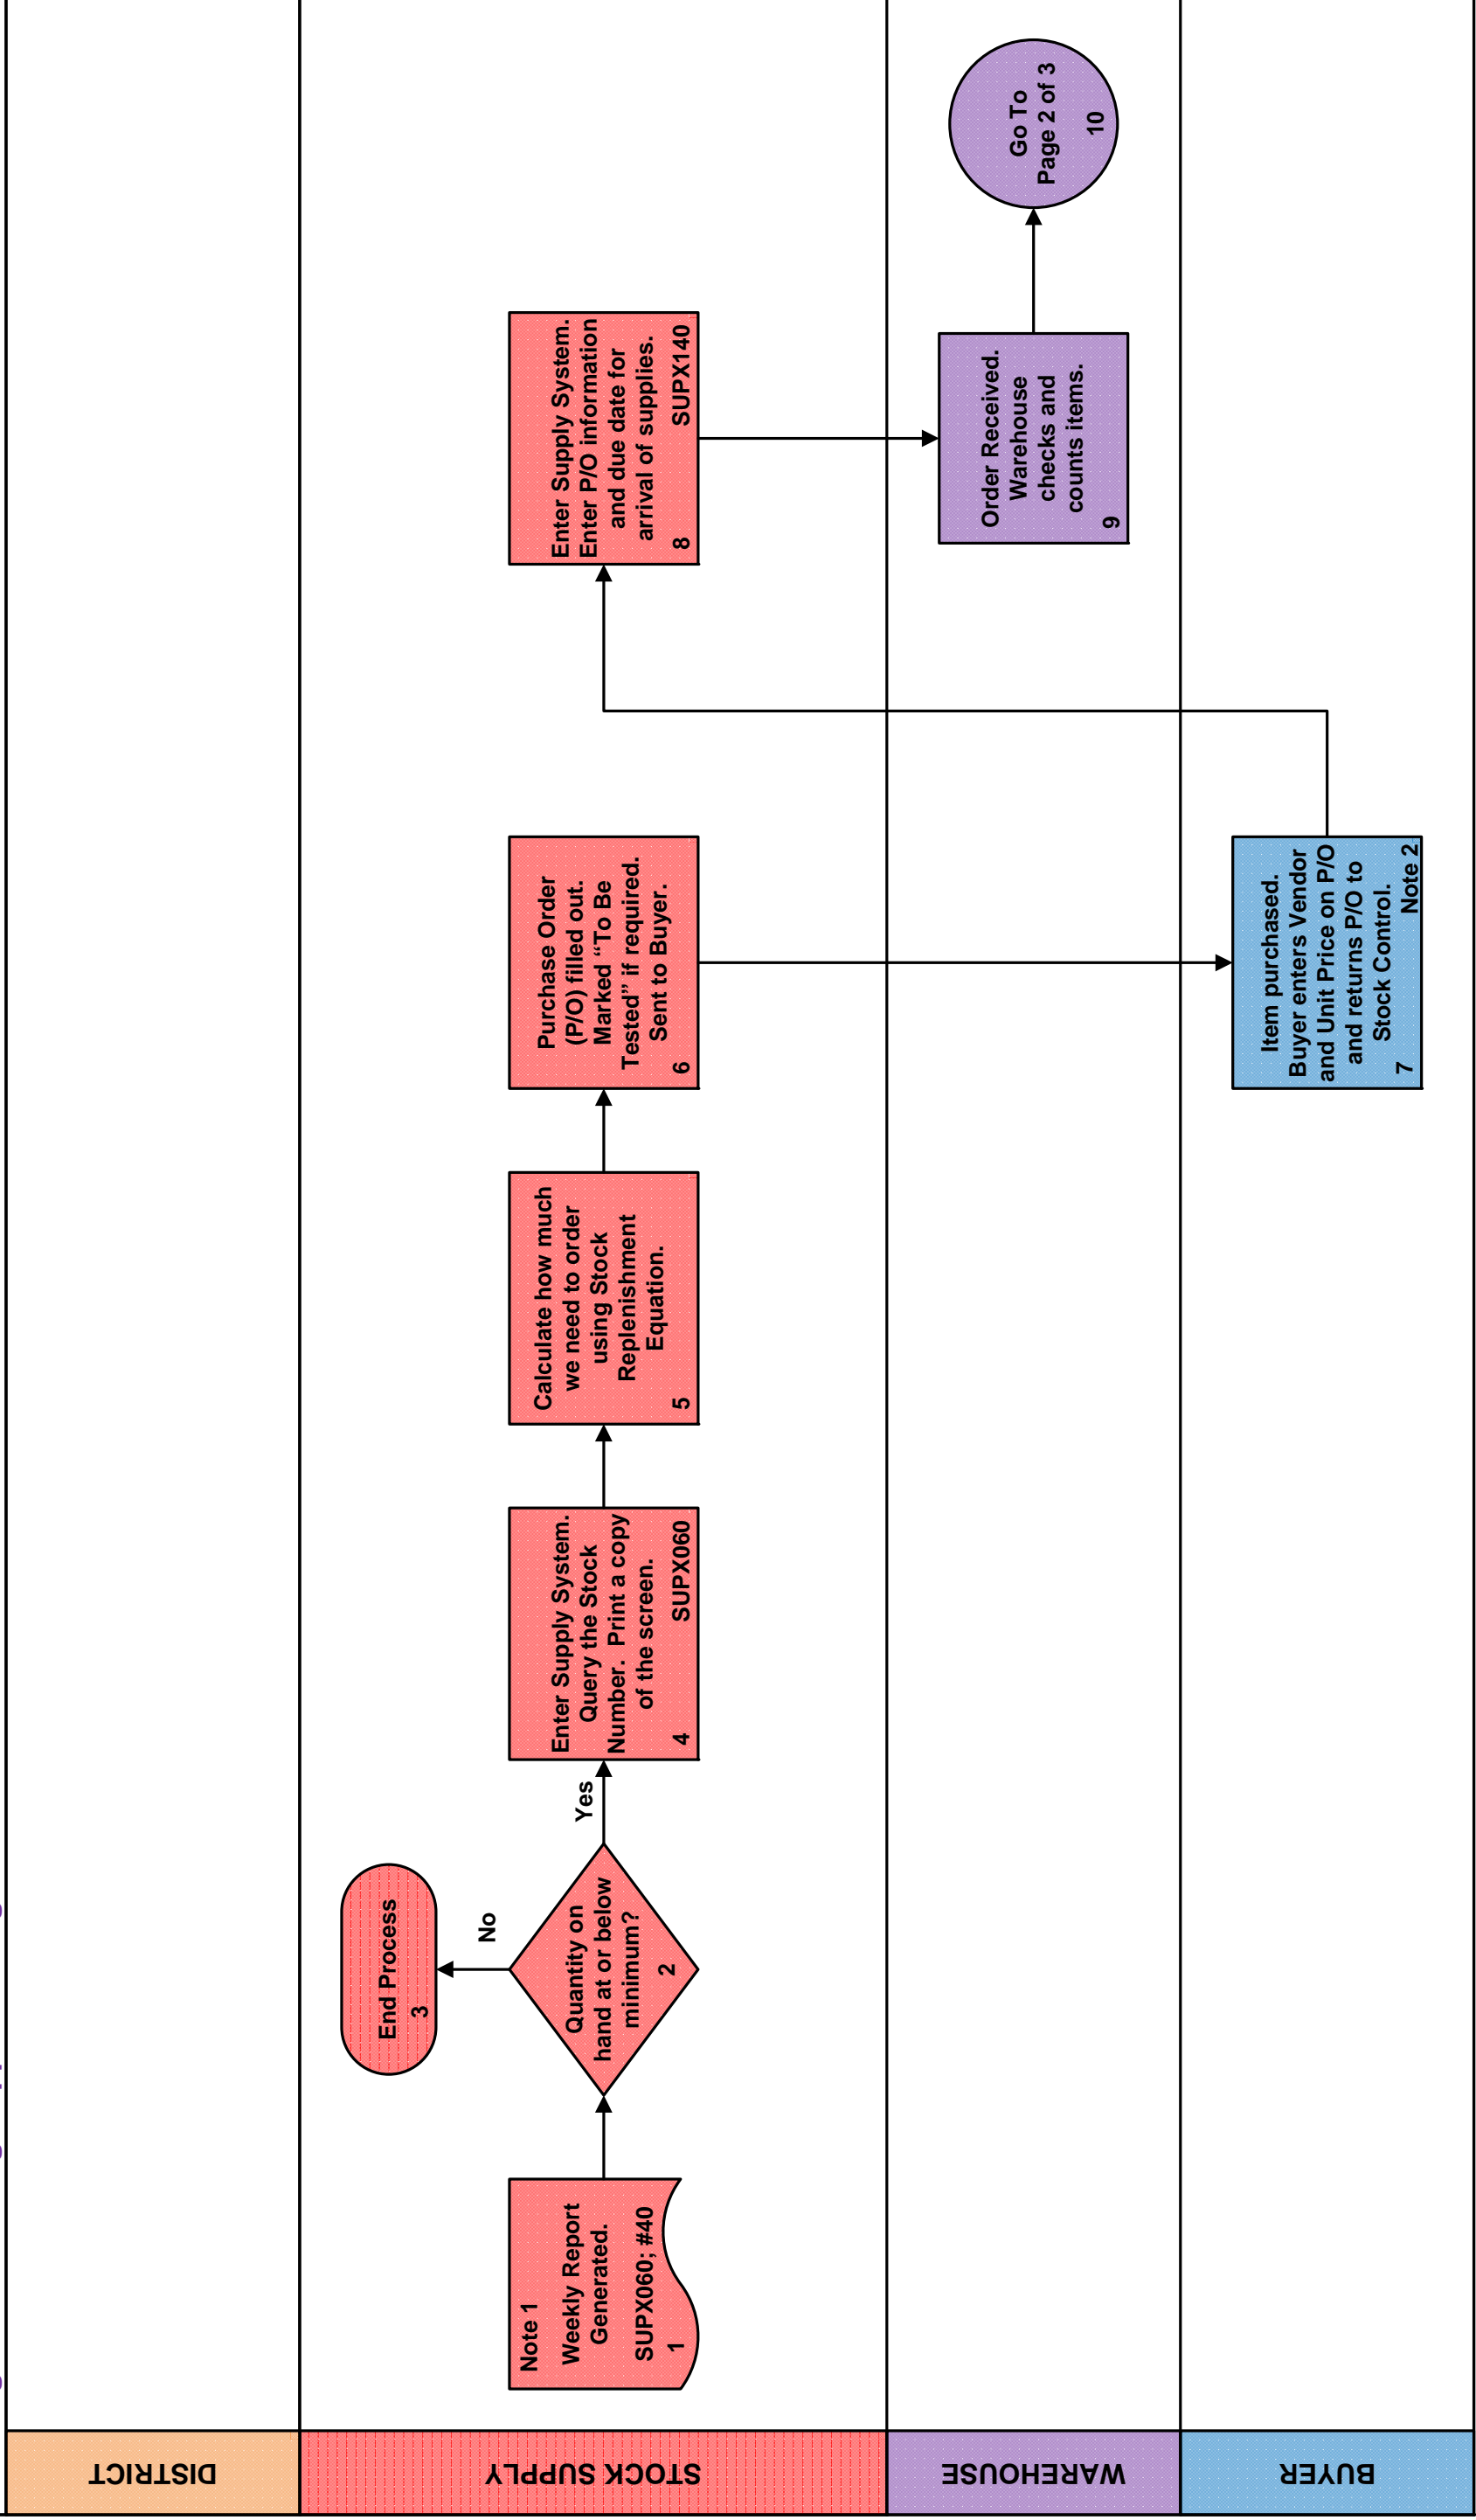 DISTRICT
STOCK SUPPLY
WAREHOUSE
BUYER
Note 1
Weekly Report
Generated.
SUPX060; #40
1
Quantity on
hand at or below
minimum?
2
No
End Process
3
Yes
Enter Supply System.
Query the Stock
Number.  Print a copy
of the screen.
4 SUPX060
Calculate how much
we need to order
using Stock
Replenishment
Equation.
5
Purchase Order
(P/O) filled out.
Marked “To Be
Tested” if required.
Sent to Buyer.
6
Item purchased.
Buyer enters Vendor
and Unit Price on P/O
and returns P/O to
Stock Control.
7 Note 2
Enter Supply System.
Enter P/O information
and due date for
arrival of supplies.
8 SUPX140
Order Received.
Warehouse
checks and
counts items.
9
Go To
Page 2 of 3
10